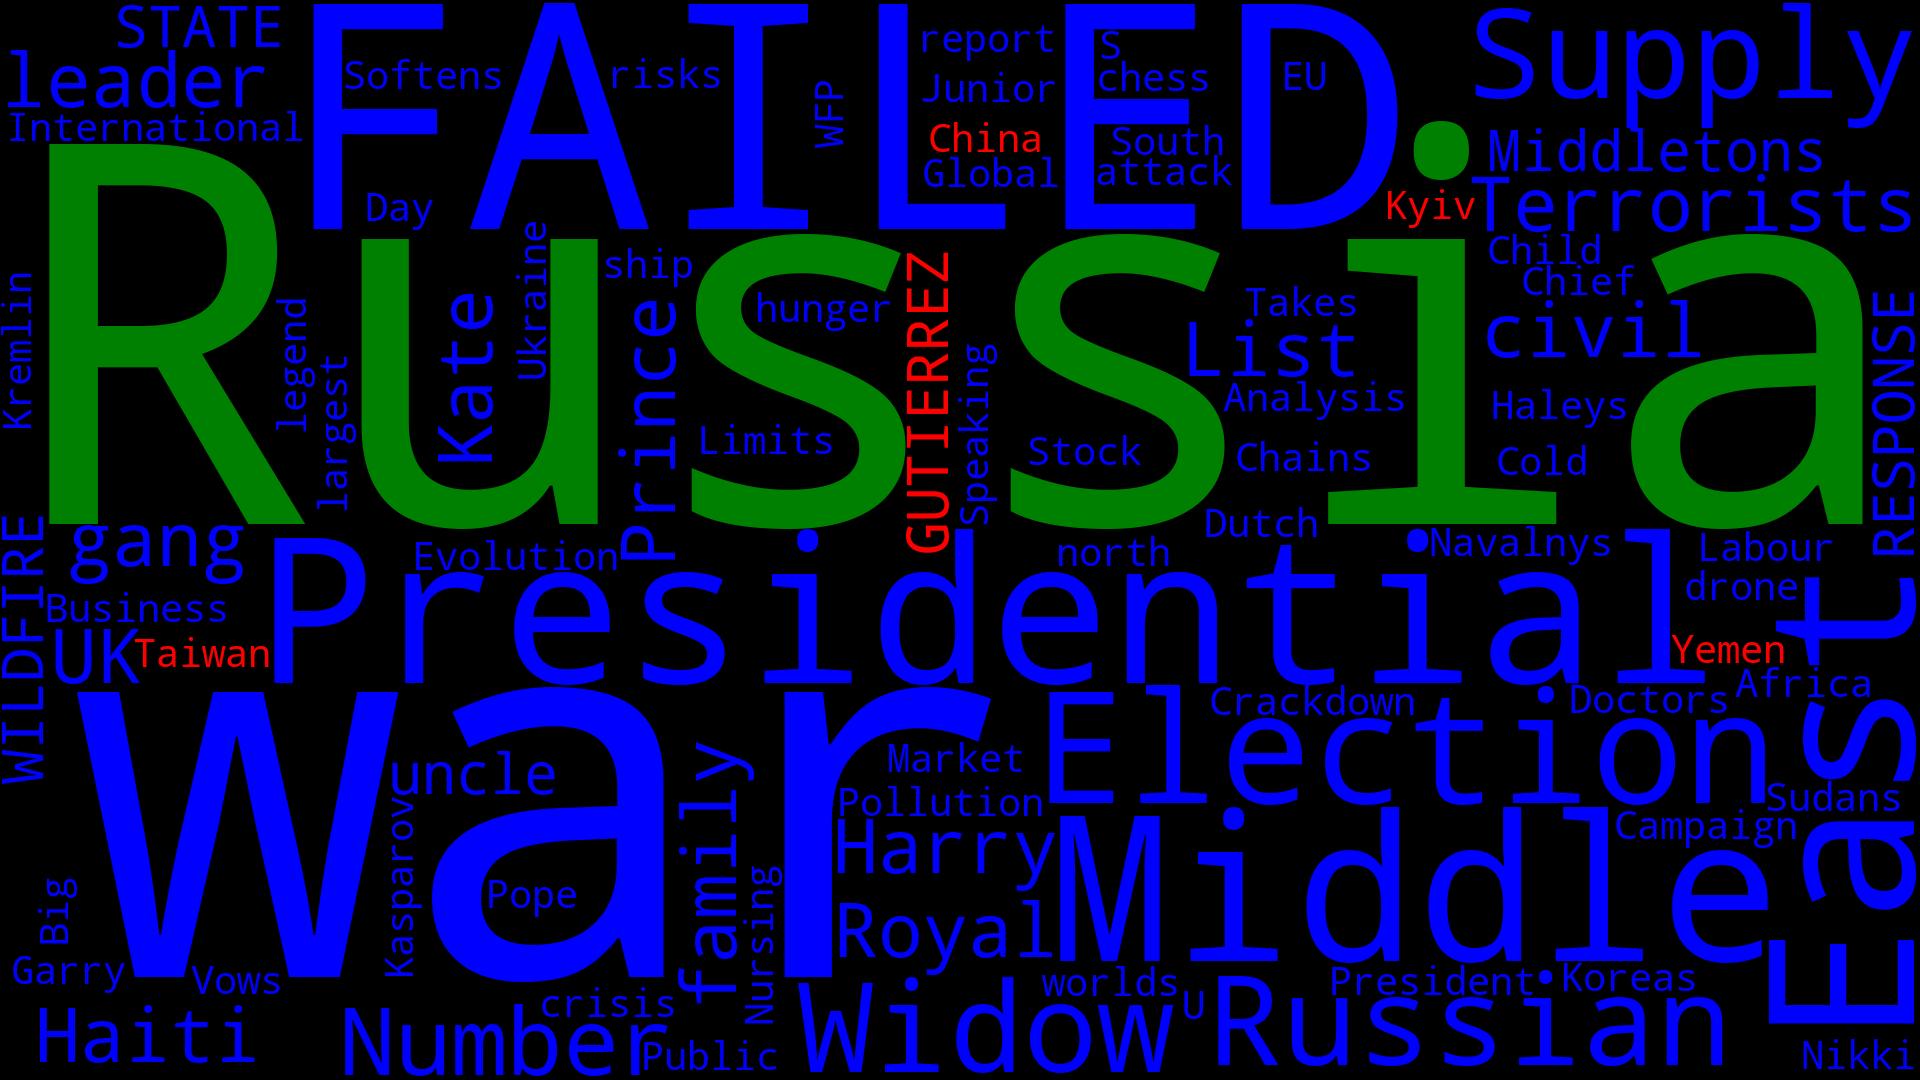 STATE
FAILED
Supply
leader
Softens
risks
WFP
report
S
chess
EU
Junior
International
China
South
Middletons
Global
attack
Day
Kyiv
Terrorists
Russia
Ukraine
ship
Child
Chief
Kremlin
legend
largest
Kate
Prince
hunger
GUTIERREZ
Speaking
Takes
List
civil
RESPONSE
Analysis
Haleys
Limits
Stock
Chains
Cold
WILDFIRE
gang
Evolution
Presidential
north
Dutch
Navalnys
Labour
drone
Business
UK
Taiwan
Yemen
East
war
Africa
Election
Crackdown
Doctors
uncle
family
Market
Pollution
Sudans
Campaign
Kasparov
Harry
Middle
Big
Pope
Nursing
Royal
Garry
Vows
worlds
President
Koreas
crisis
Widow
U
Russian
Haiti
Number
Public
Nikki